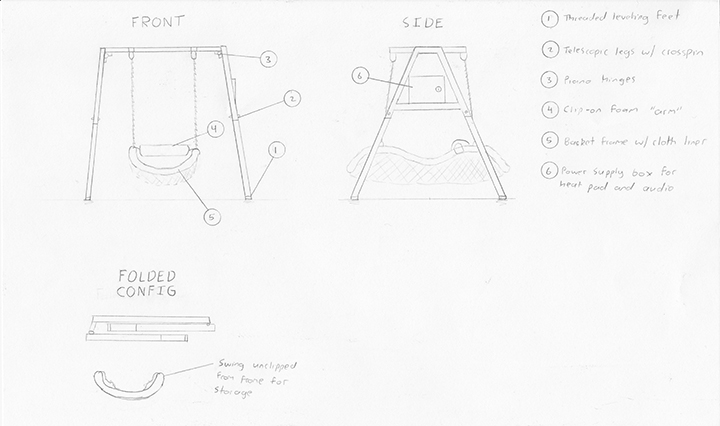 FRONT
SIDE
1 Threaded leveling feet
2 Telescopic legs w/ crosspin
3 Piano hinges
4 Clip-on foam "arm"
5 Basket frame w/ cloth liner
6 Power supply box for
heat pad and audio
3
2
4
1
5
6
FOLDED
CONFIG
Swing unclipped
from frame for
storage